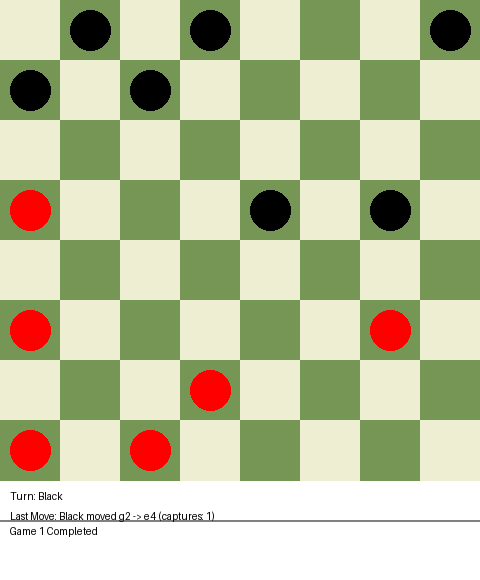 Turn: Black
Last Move: Black moved g2 -> e4 (captures: 1)
Game 1 Completed